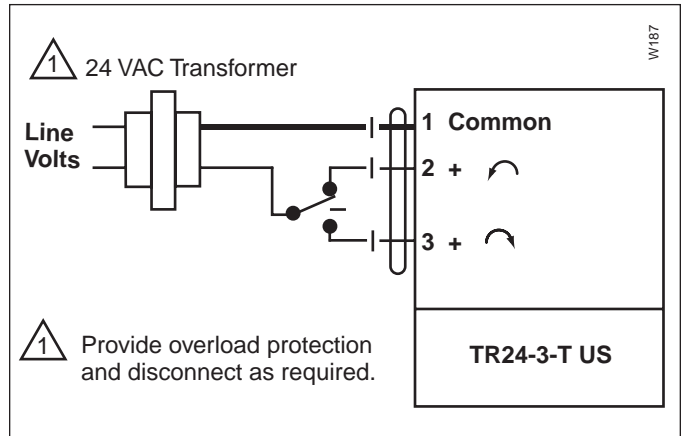 W187
1 24 VAC Transformer
Line
Volts
1 Common
2 +
3 +
1 Provide overload protection
and disconnect as required.
TR24-3-T US